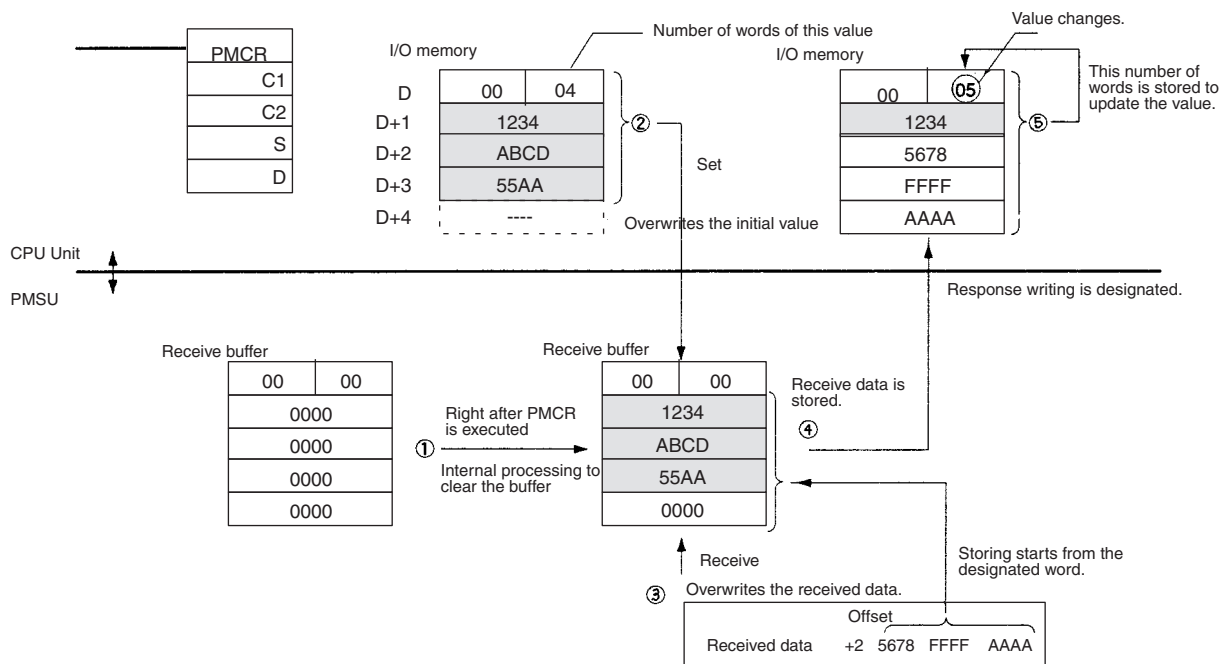 PMCR
C1
C2
S
D
I/O memory
Number of words of this value
D
00 04
D+1
1234
D+2
ABCD
D+3
55AA
D+4
----
②
Set
Overwrites the initial value
Value changes.
I/O memory
00 05
1234
5678
FFFF
AAAA
⑤
This number of
words is stored to
update the value.
CPU Unit
PMSU
Response writing is designated.
Receive buffer
00 00
0000
0000
0000
0000
①
Right after PMCR
is executed
Internal processing to
clear the buffer
Receive buffer
00 00
1234
ABCD
55AA
0000
Receive data is
stored.
④
Receive
③ Overwrites the received data.
Storing starts from the
designated word.
Offset
Received data +2 5678 FFFF AAAA